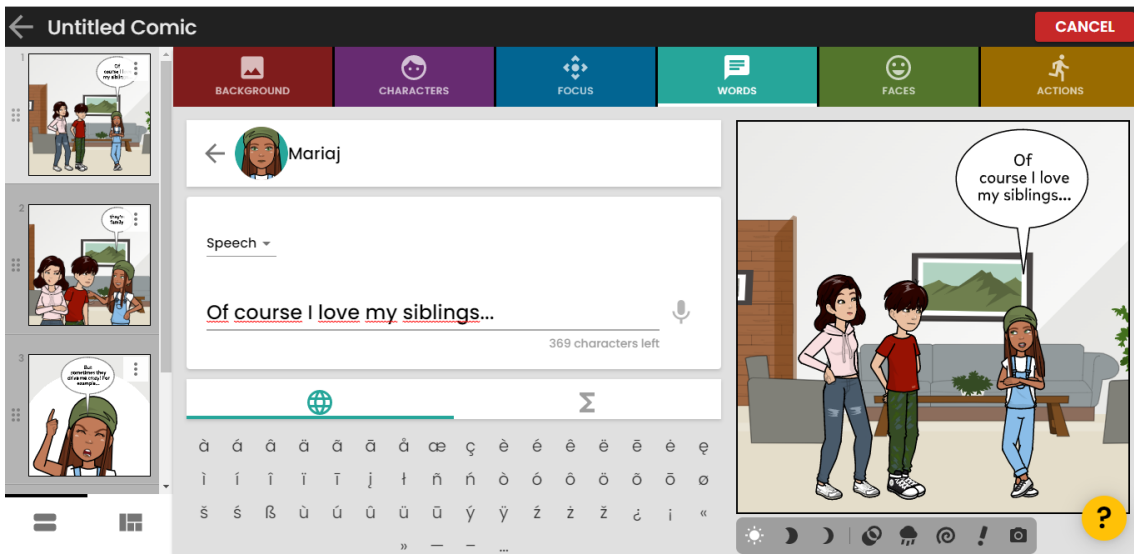 Untitled Comic
CANCEL
1
Of
course I love
my siblin...
2
they're
family
3
But
sometimes they
drive me crazy! For
example...
BACKGROUND
CHARACTERS
FOCUS
WORDS
FACES
ACTIONS
Mariaj
Speech
Of course I love my siblings...
369 characters left
Σ
à á â ä ã ā å æ ç è é ê ë ē ė ę
ì í î ï ī į ł ñ ń ò ó ô ö õ ō ø
š ś ß ù ú û ü ū ý ÿ ź ż ž ¿ ¡ «
» — – ...
Of
course I love
my siblings...
?